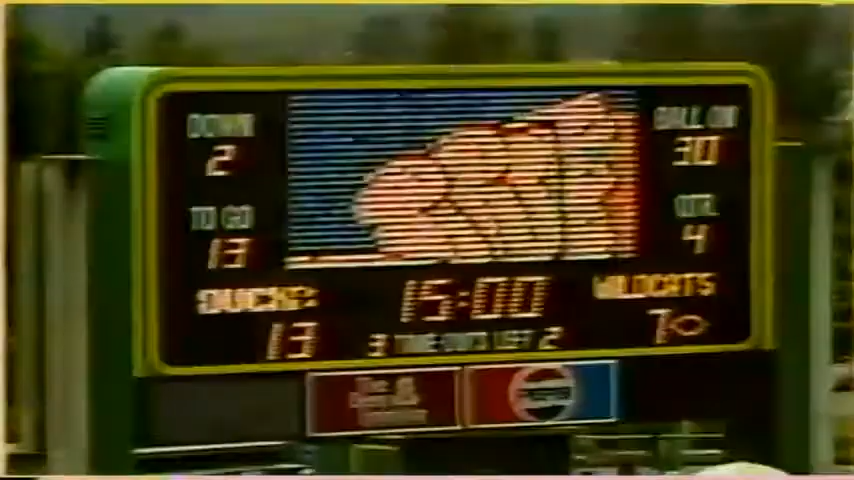 DOWN
2
TO GO
13
DUCKS
13
15:00
3 TIME OUTS LEFT 2
BALL ON
30
QTR
4
WILDCATS
7
PEPSI